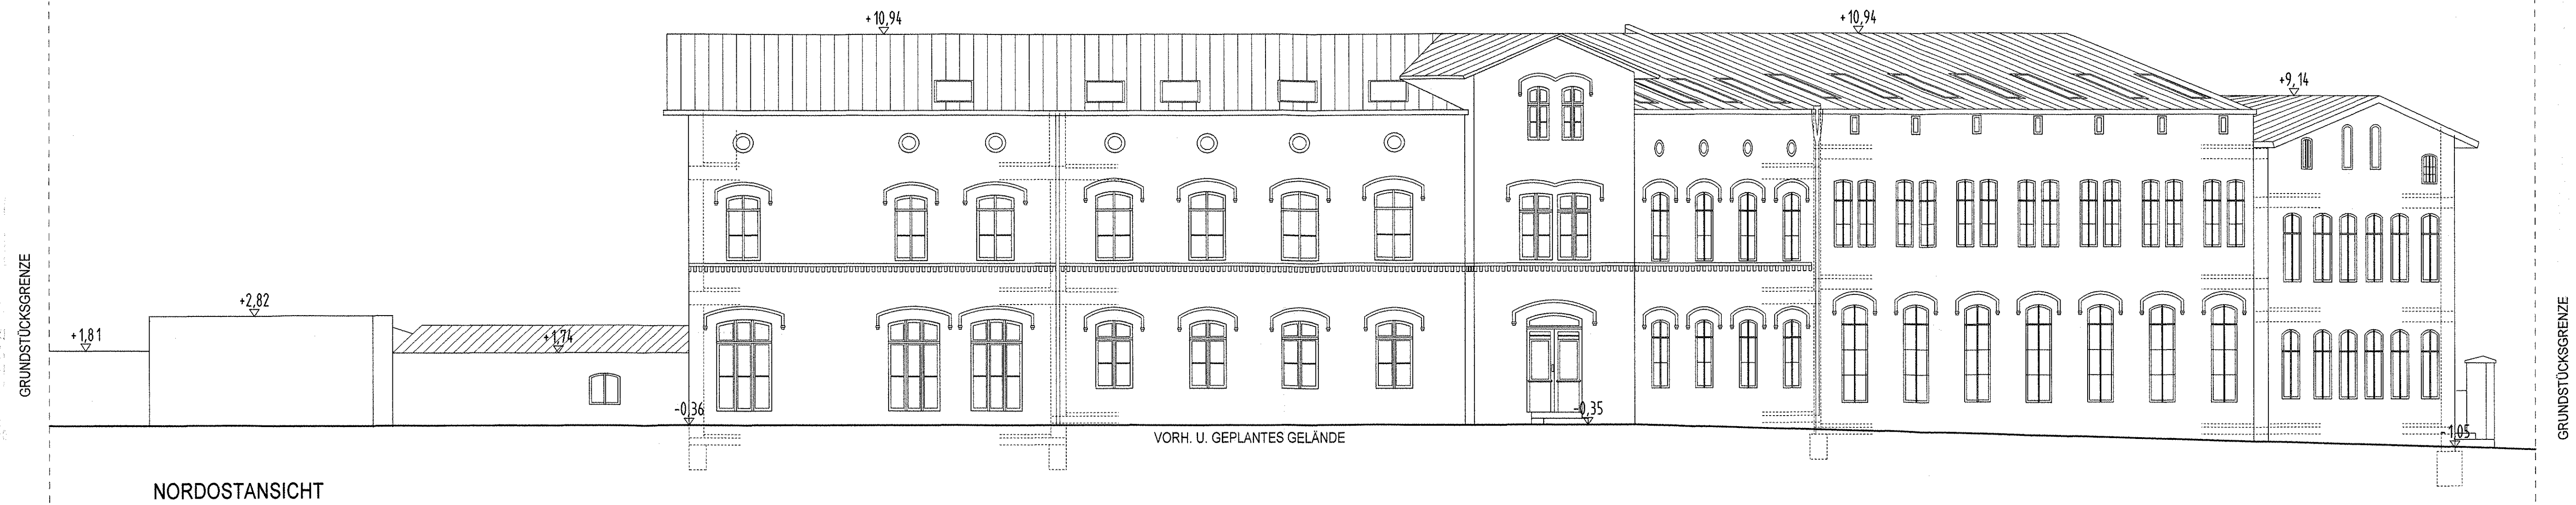 +10,94
+10,94
+9,14
GRUNDSTÜCKSGRENZE
+2,82
+1,81
+1,74
GRUNDSTÜCKSGRENZE
-0,36
-0,35
-1,05
VORH. U. GEPLANTES GELÄNDE
NORDOSTANSICHT